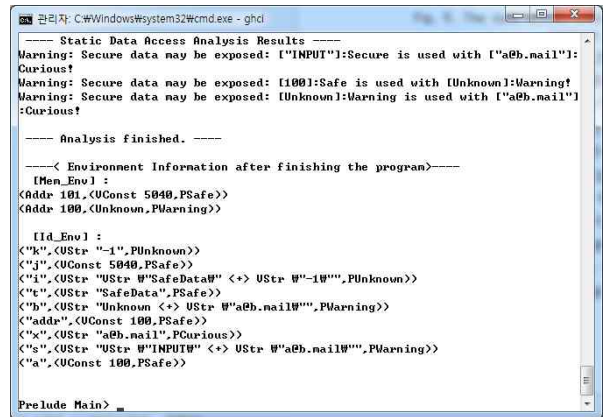 관리자: C:₩Windows₩system32₩cmd.exe - ghci
---- Static Data Access Analysis Results ----
Warning: Secure data may be exposed: ["INPUT"]:Secure is used with ["a@b.mail"]:
Curious!
Warning: Secure data may be exposed: [100]:Safe is used with [Unknown]:Warning!
Warning: Secure data may be exposed: [Unknown]:Warning is used with ["a@b.mail"]
:Curious!
---- Analysis finished. ----
----< Environment Information after finishing the program>----
[Mem_Env] :
(Addr 101,(VConst 5040,PSafe))
(Addr 100,(Unknown,PWarning))
[Id_Env] :
("k",(VStr "-1",PUnknown))
("j",(VConst 5040,PSafe))
("i",(VStr "VStr ₩"SafeData₩" <+> VStr ₩"-1₩"",PUnknown))
("t",(VStr "SafeData",PSafe))
("b",(VStr "Unknown <+> VStr ₩"a@b.mail₩"",PWarning))
("addr",(VConst 100,PSafe))
("x",(VStr "a@b.mail",PCurious))
("s",(VStr "VStr ₩"INPUT₩" <+> VStr ₩"a@b.mail₩"",PWarning))
("a",(VConst 100,PSafe))
Prelude Main> _